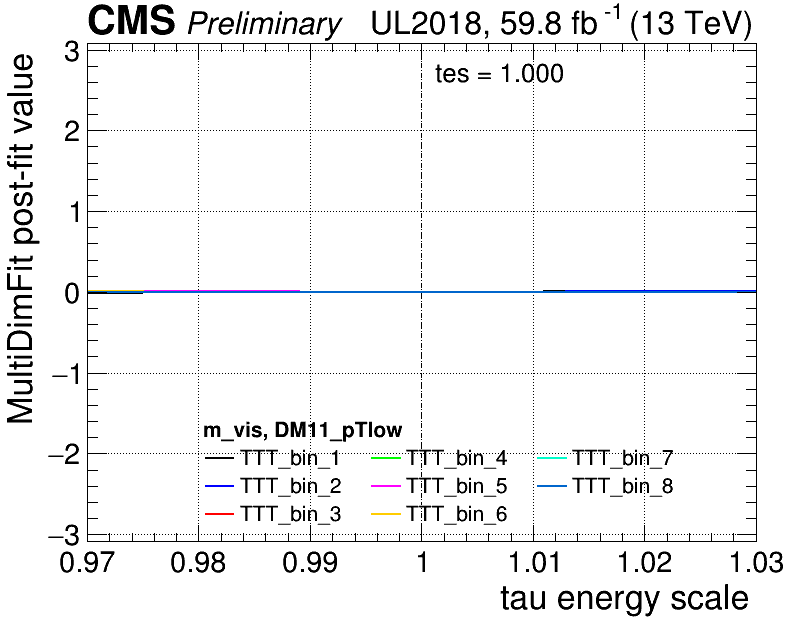 CMS Preliminary UL2018, 59.8 fb⁻¹ (13 TeV)
MultiDimFit post-fit value
tes = 1.000
3
2
1
0
−1
−2
−3
m_vis, DM11_pTlow
TTT_bin_1 TTT_bin_4 TTT_bin_7
TTT_bin_2 TTT_bin_5 TTT_bin_8
TTT_bin_3 TTT_bin_6
0.97 0.98 0.99 1 1.01 1.02 1.03
tau energy scale